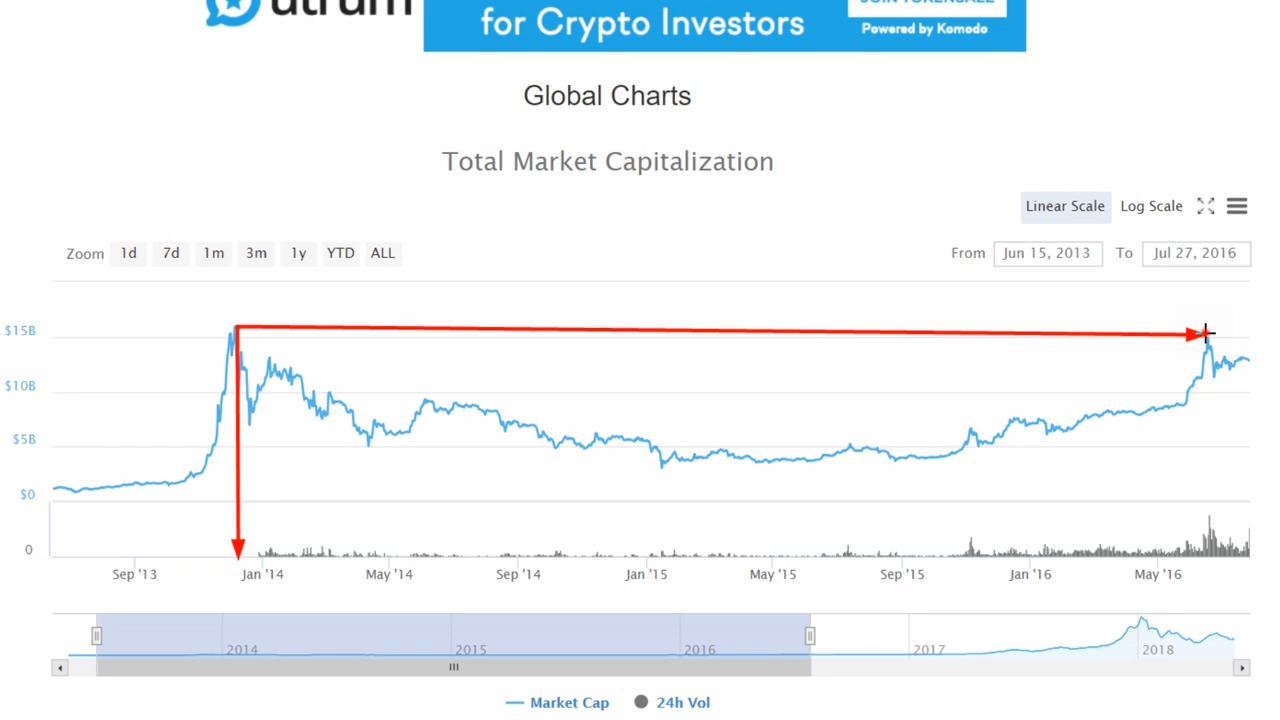 utrum
for Crypto Investors
JOIN TOKENSALE
Powered by Komodo
Global Charts
Total Market Capitalization
Linear Scale Log Scale
Zoom 1d 7d 1m 3m 1y YTD ALL From Jun 15, 2013 To Jul 27, 2016
$15B
$10B
$5B
$0
0
Sep '13 Jan '14 May '14 Sep '14 Jan '15 May '15 Sep '15 Jan '16 May '16
2014 2015 2016 2017 2018
Market Cap 24h Vol